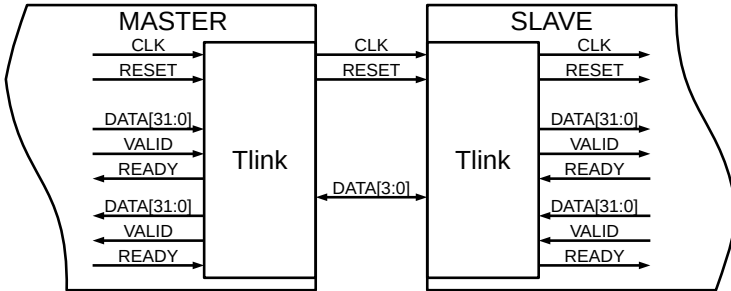 MASTER
SLAVE
CLK
CLK
CLK
RESET
RESET
RESET
DATA[31:0]
DATA[31:0]
VALID
VALID
Tlink
Tlink
READY
READY
DATA[3:0]
DATA[31:0]
DATA[31:0]
VALID
VALID
READY
READY